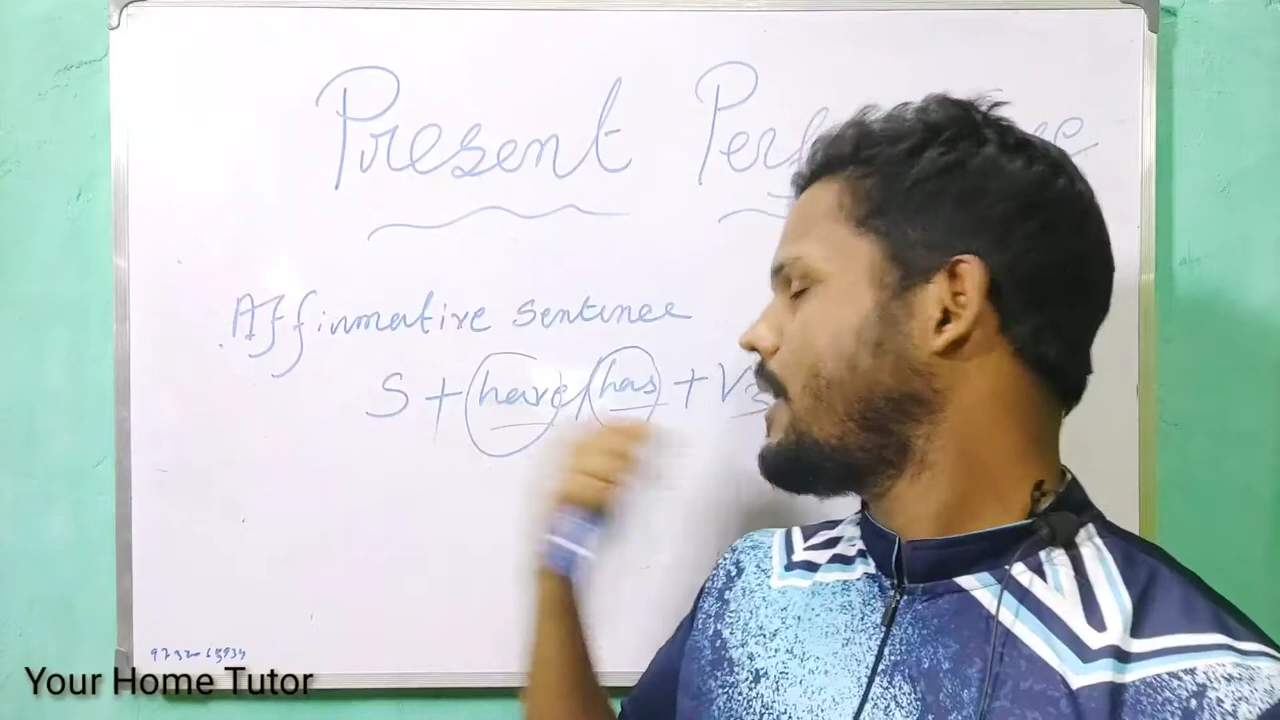 Present Perf
Affirmative Sentence
S + have / has + V3
Your Home Tutor